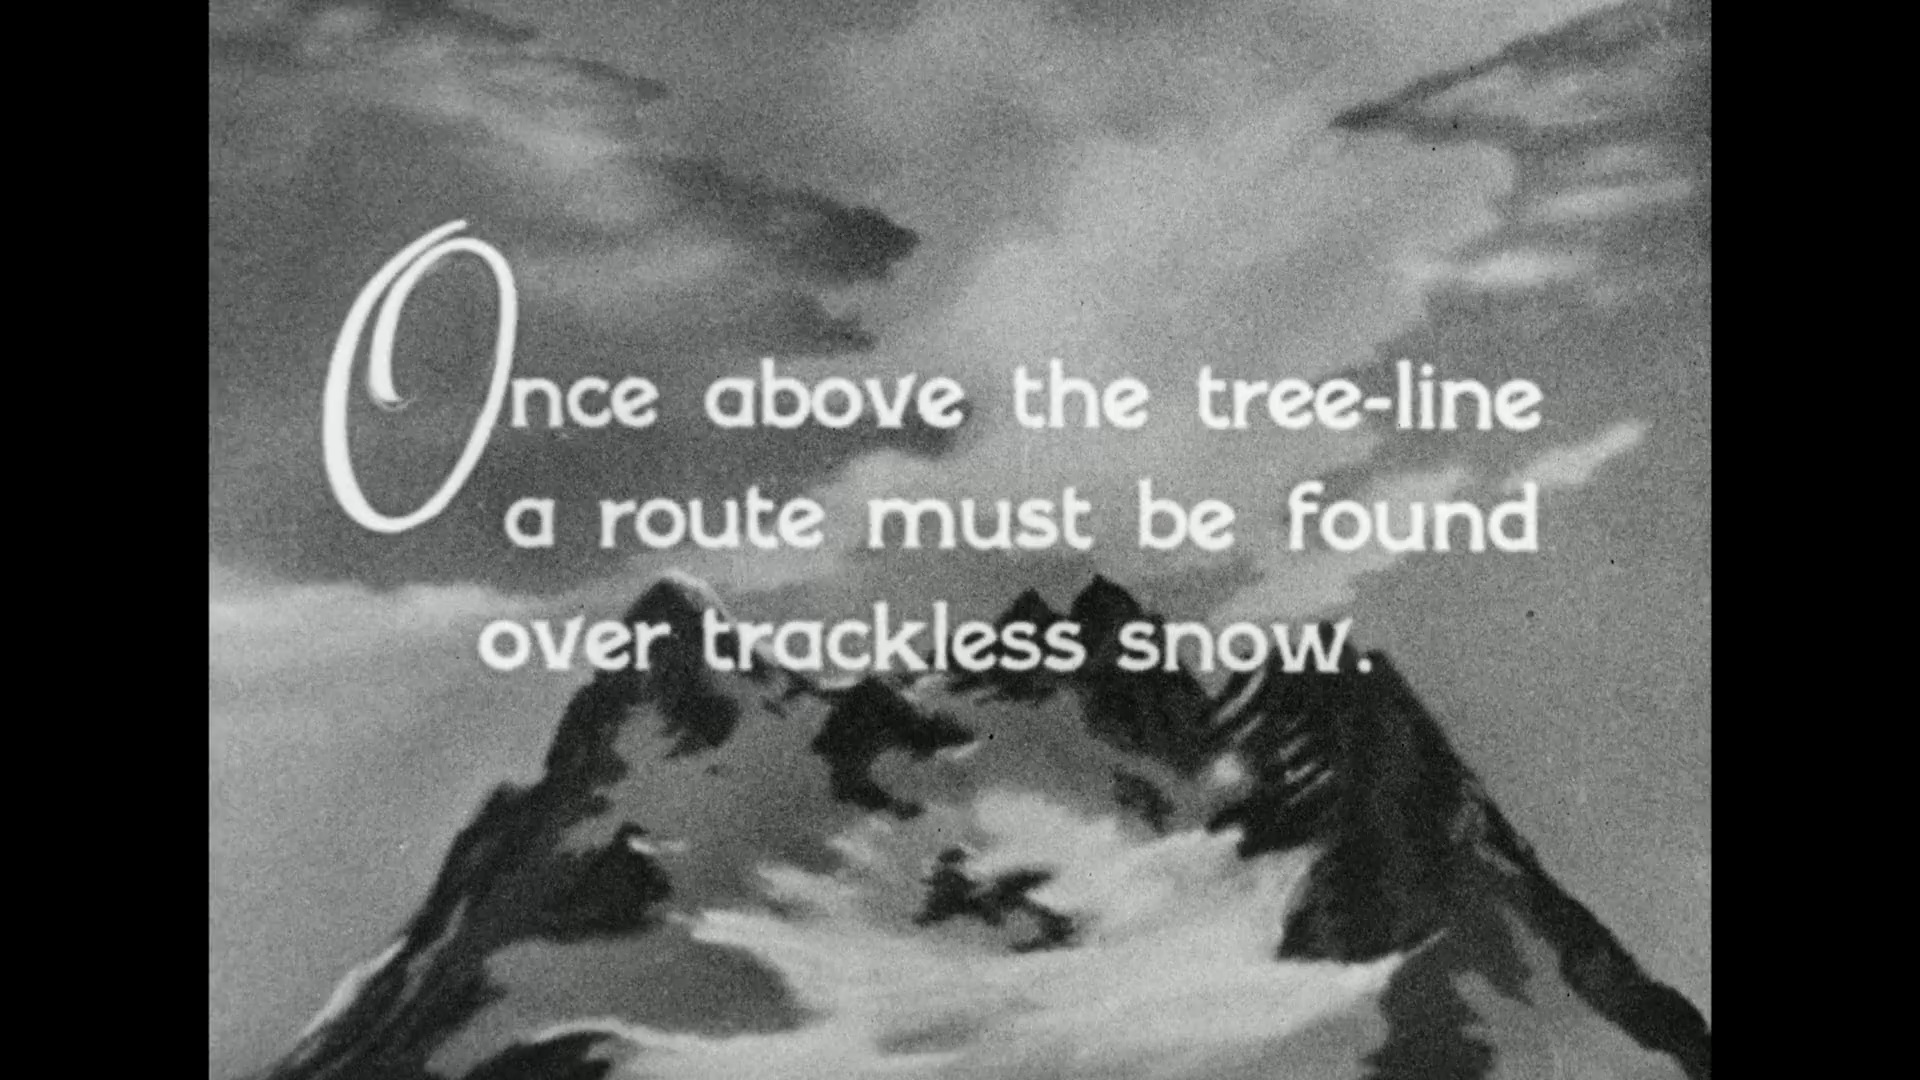 Once above the tree-line
a route must be found
over trackless snow.